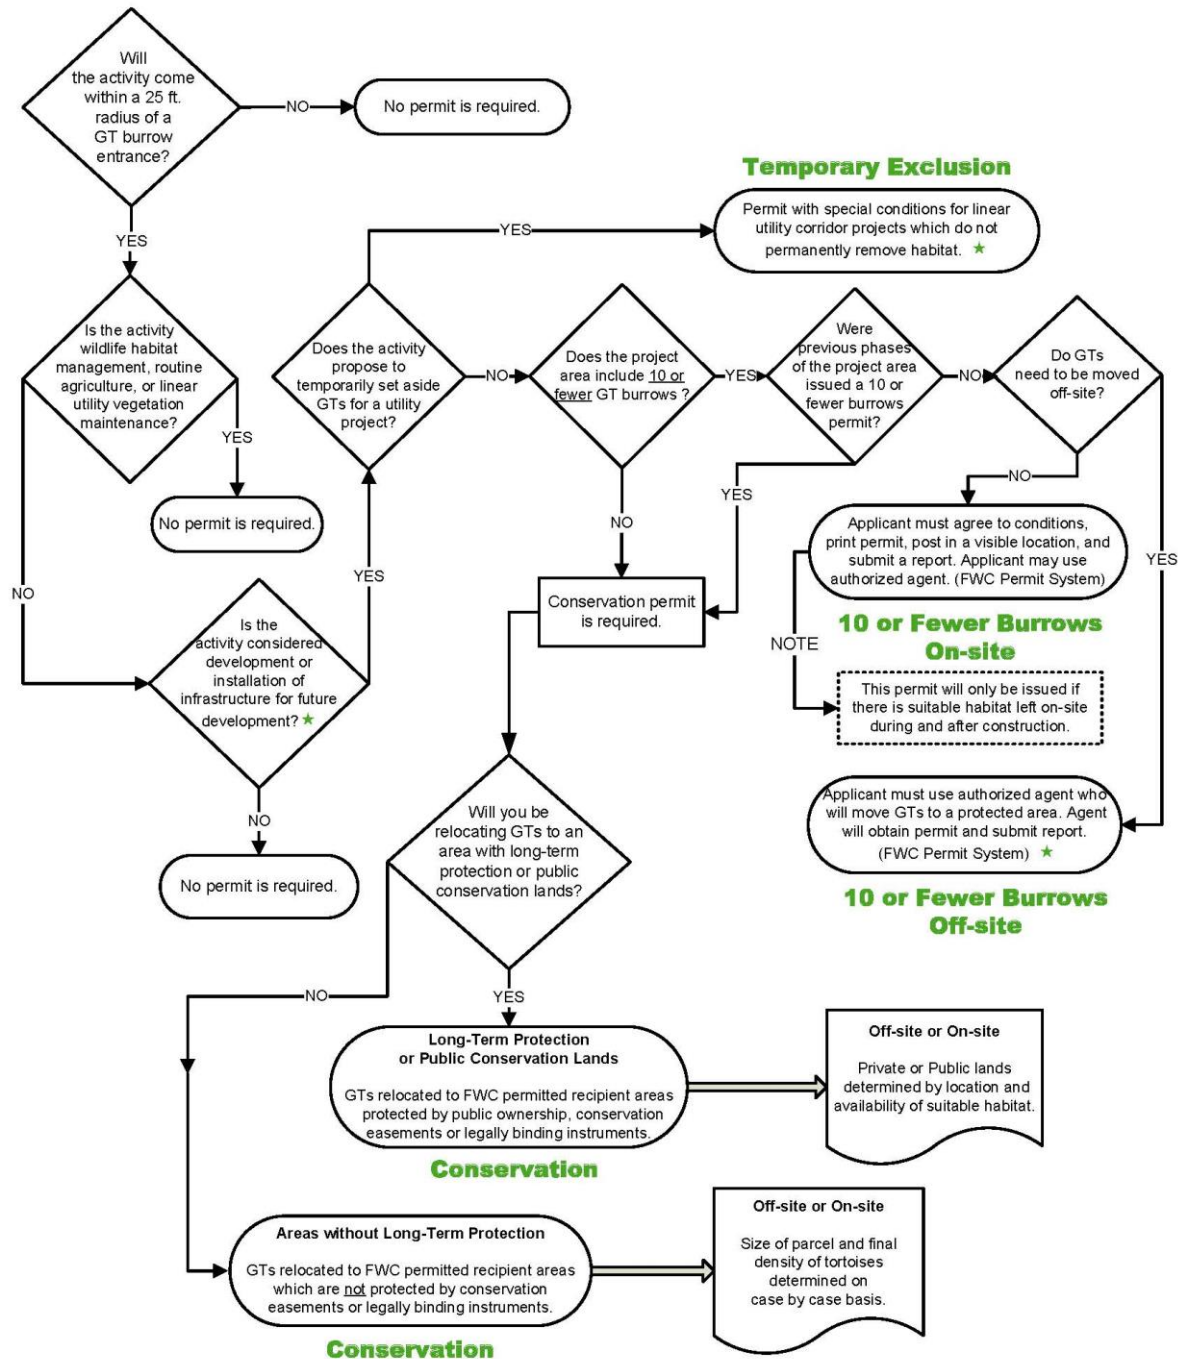 Will
the activity come
within a 25 ft.
radius of a
GT burrow
entrance?
NO
No permit is required.
YES
Temporary Exclusion
Permit with special conditions for linear
utility corridor projects which do not
permanently remove habitat. ★
YES
Is the activity
wildlife habitat
management, routine
agriculture, or linear
utility vegetation
maintenance?
YES
No permit is required.
NO
Does the activity
propose to
temporarily set aside
GTs for a utility
project?
NO
Does the project
area include 10 or
fewer GT burrows ?
YES
Were
previous phases
of the project area
issued a 10 or
fewer burrows
permit?
NO
Do GTs
need to be moved
off-site?
YES
NO
YES
NO
Applicant must agree to conditions,
print permit, post in a visible location, and
submit a report. Applicant may use
authorized agent. (FWC Permit System)
10 or Fewer Burrows
On-site
NOTE
This permit will only be issued if
there is suitable habitat left on-site
during and after construction.
Is the
activity considered
development or
installation of
infrastructure for future
development? ★
YES
NO
No permit is required.
Conservation permit
is required.
Applicant must use authorized agent who
will move GTs to a protected area. Agent
will obtain permit and submit report.
(FWC Permit System) ★
10 or Fewer Burrows
Off-site
Will you be
relocating GTs to an
area with long-term
protection or public
conservation lands?
NO
YES
Long-Term Protection
or Public Conservation Lands
GTs relocated to FWC permitted recipient areas
protected by public ownership, conservation
easements or legally binding instruments.
Conservation
Off-site or On-site
Private or Public lands
determined by location and
availability of suitable habitat.
Areas without Long-Term Protection
GTs relocated to FWC permitted recipient areas
which are not protected by conservation
easements or legally binding instruments.
Conservation
Off-site or On-site
Size of parcel and final
density of tortoises
determined on
case by case basis.